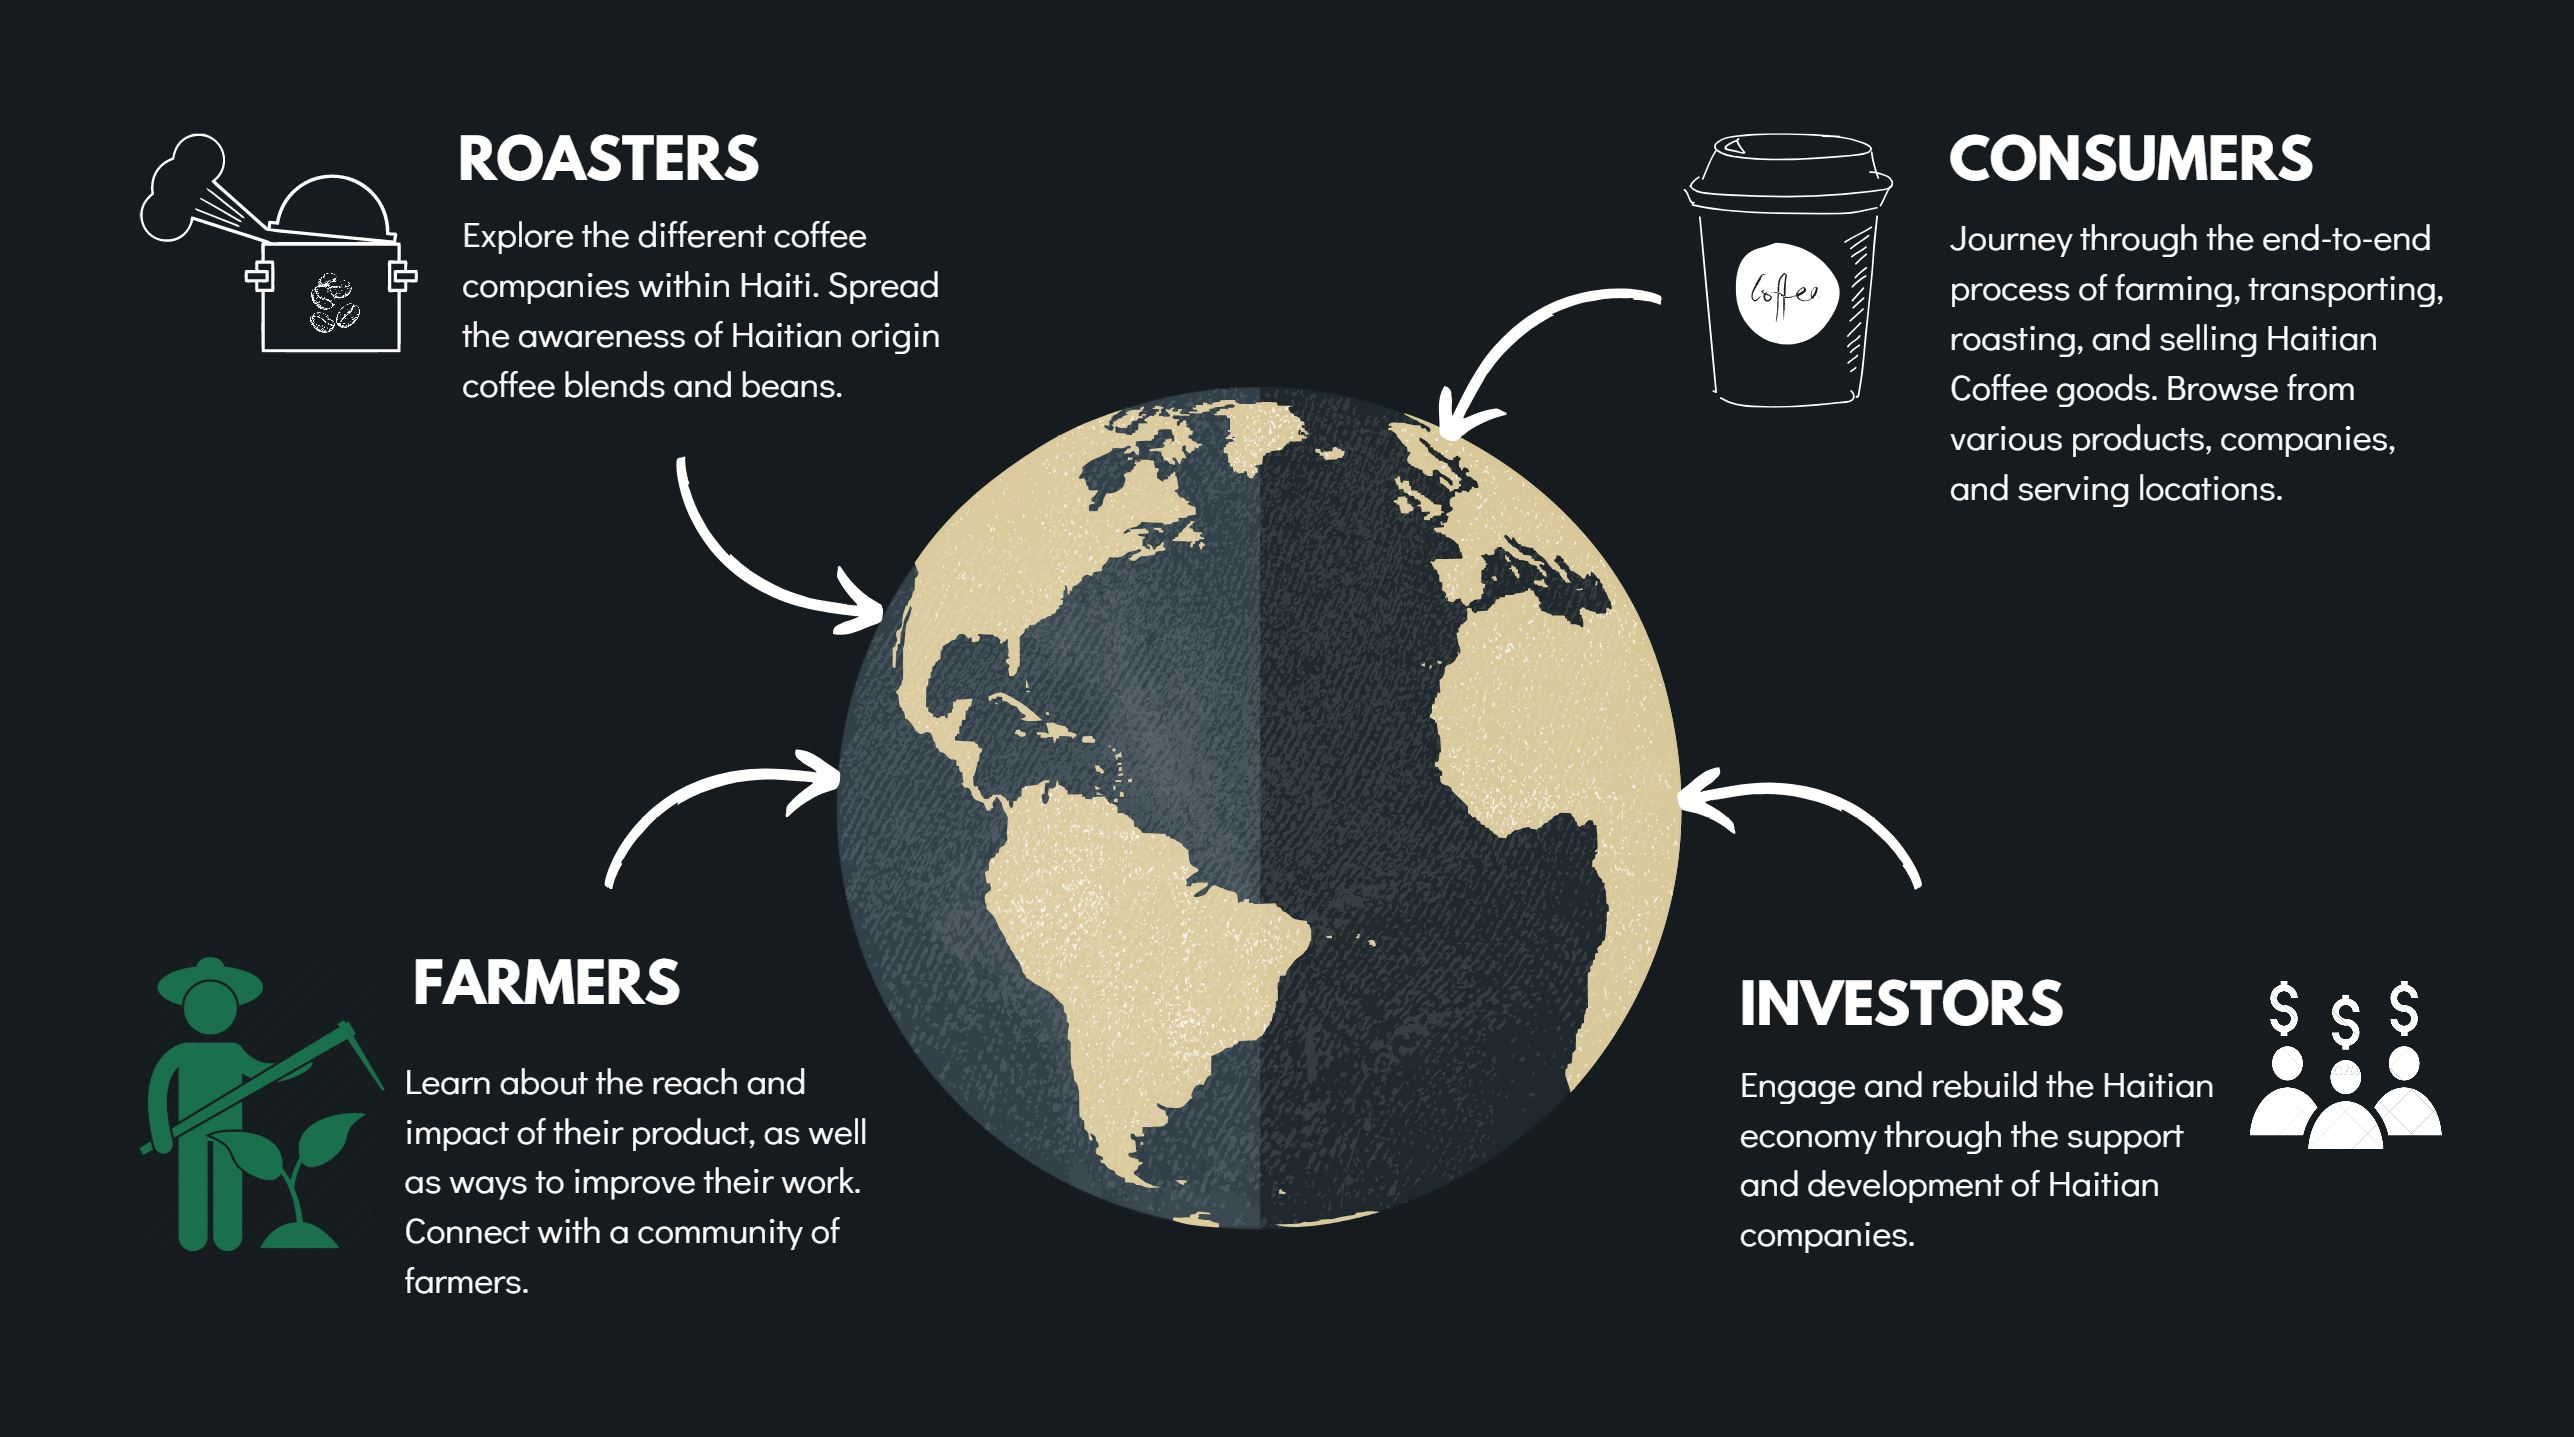 ROASTERS
Explore the different coffee
companies within Haiti. Spread
the awareness of Haitian origin
coffee blends and beans.
Coffee
CONSUMERS
Journey through the end-to-end
process of farming, transporting,
roasting, and selling Haitian
Coffee goods. Browse from
various products, companies,
and serving locations.
FARMERS
Learn about the reach and
impact of their product, as well
as ways to improve their work.
Connect with a community of
farmers.
INVESTORS
Engage and rebuild the Haitian
economy through the support
and development of Haitian
companies.
$ $ $